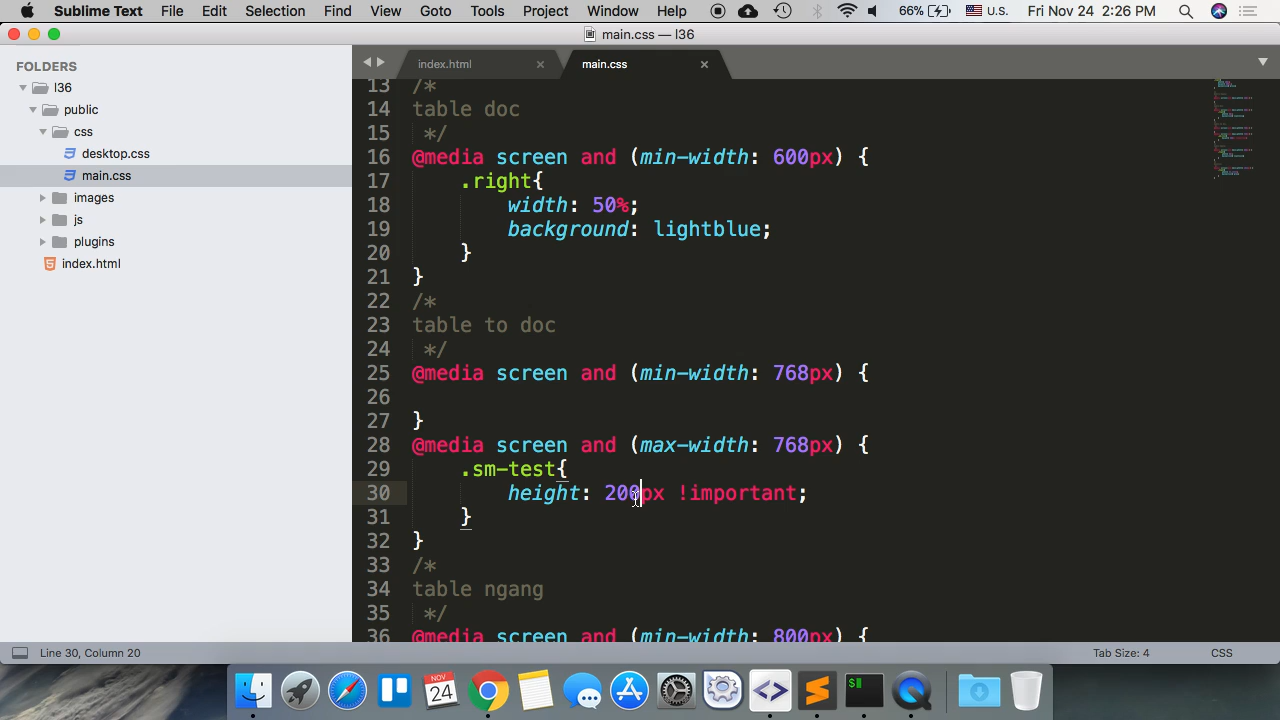 Sublime Text File Edit Selection Find View Goto Tools Project Window Help 66% U.S. Fri Nov 24 2:26 PM
main.css — l36
FOLDERS
l36
public
css
desktop.css
main.css
images
js
plugins
index.html
index.html ×
main.css ×
13 /*
14 table doc
15 */
16 @media screen and (min-width: 600px) {
17 .right{
18 width: 50%;
19 background: lightblue;
20 }
21 }
22 /*
23 table to doc
24 */
25 @media screen and (min-width: 768px) {
26
27 }
28 @media screen and (max-width: 768px) {
29 .sm-test{
30 height: 200px !important;
31 }
32 }
33 /*
34 table ngang
35 */
36 @media screen and (min-width: 800px) {
Line 30, Column 20 Tab Size: 4 CSS
NOV
24